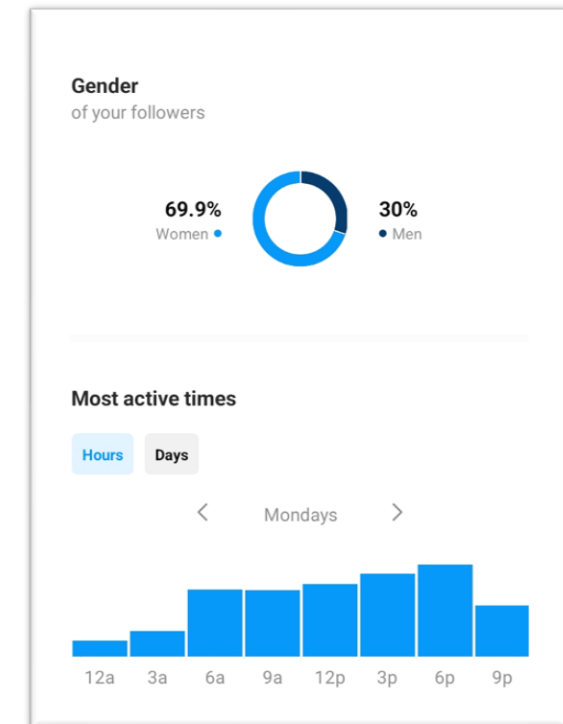 Gender
of your followers
69.9%
Women
30%
Men
Most active times
Hours Days
Mondays
12a 3a 6a 9a 12p 3p 6p 9p